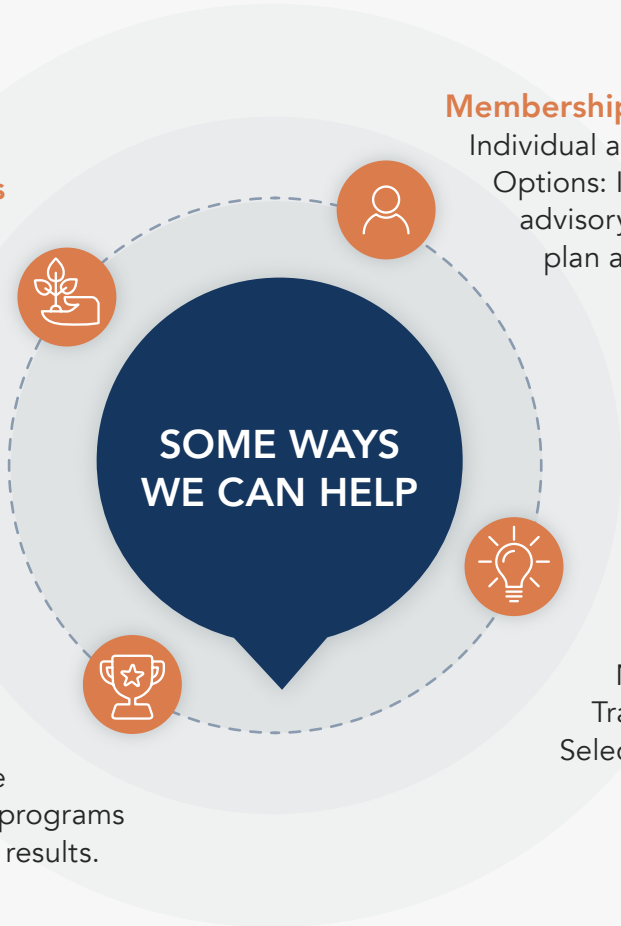 Membership
Individual a
Options: I
advisory
plan a
s
SOME WAYS
WE CAN HELP
Tra
Selec
e
programs
results.